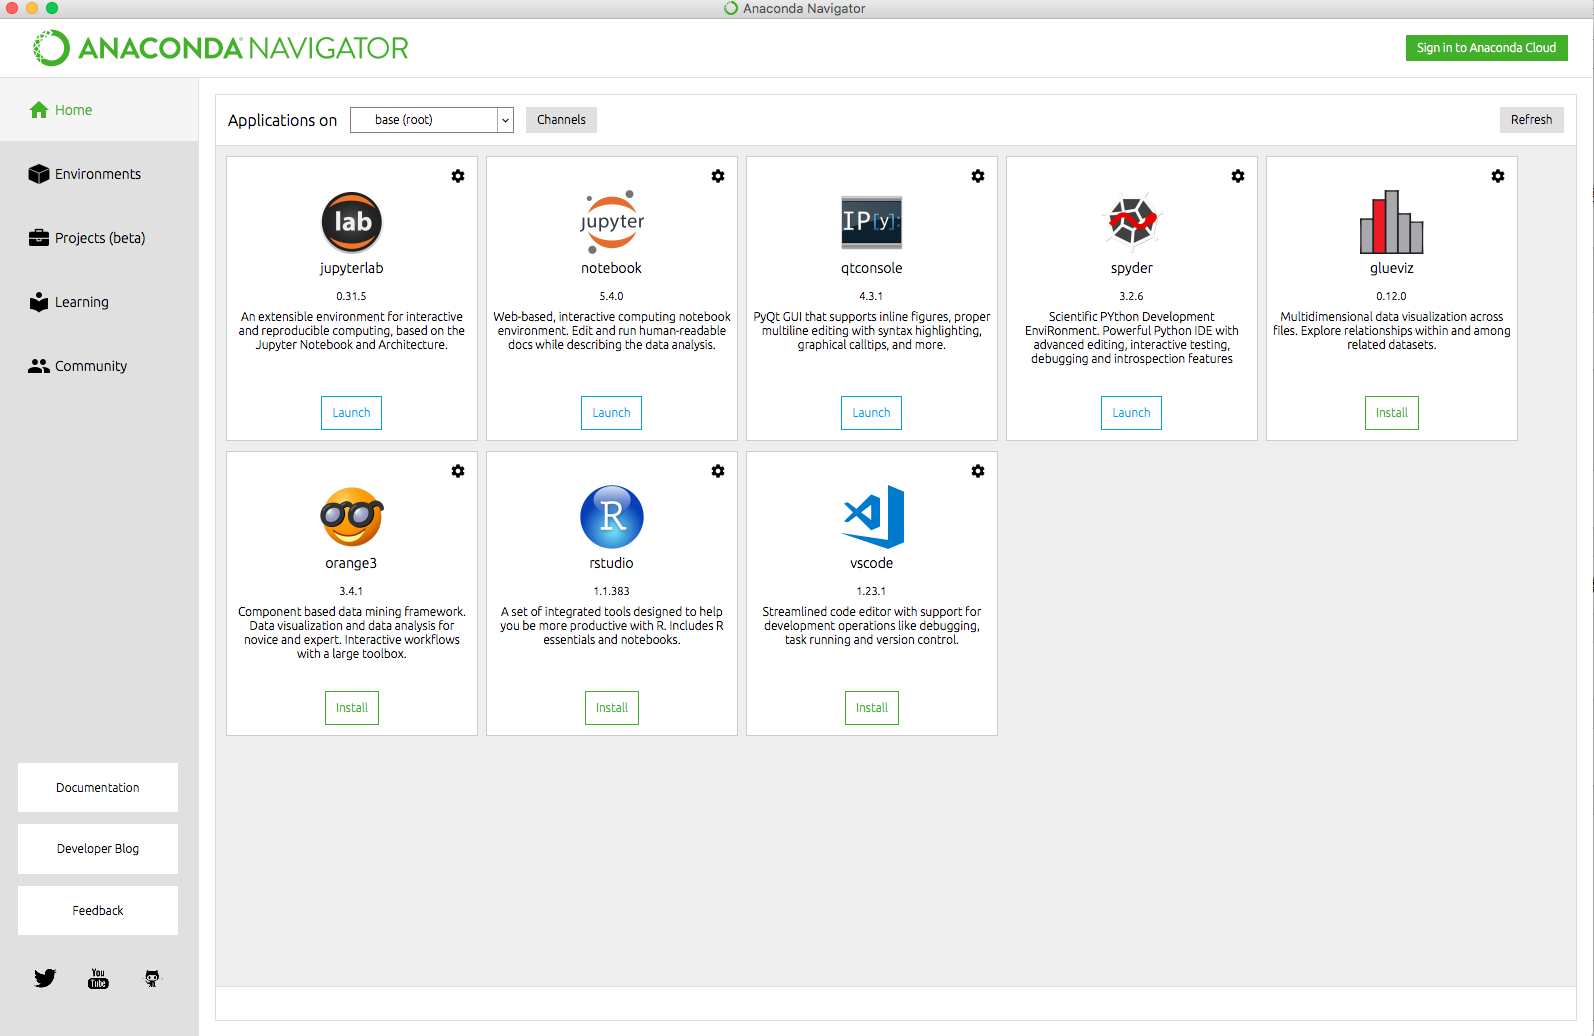 Anaconda Navigator
ANACONDA NAVIGATOR
Sign in to Anaconda Cloud
Home
Environments
Projects (beta)
Learning
Community
Documentation
Developer Blog
Feedback
You
Tube
Applications on
base (root)
Channels
Refresh
lab
jupyterlab
0.31.5
An extensible environment for interactive
and reproducible computing, based on the
Jupyter Notebook and Architecture.
Launch
jupyter
notebook
5.4.0
Web-based, interactive computing notebook
environment. Edit and run human-readable
docs while describing the data analysis.
Launch
IP[y]:
qtconsole
4.3.1
PyQt GUI that supports inline figures, proper
multiline editing with syntax highlighting,
graphical calltips, and more.
Launch
spyder
3.2.6
Scientific PYthon Development
EnviRonment. Powerful Python IDE with
advanced editing, interactive testing,
debugging and introspection features
Launch
glueviz
0.12.0
Multidimensional data visualization across
files. Explore relationships within and among
related datasets.
Install
orange3
3.4.1
Component based data mining framework.
Data visualization and data analysis for
novice and expert. Interactive workflows
with a large toolbox.
Install
R
rstudio
1.1.383
A set of integrated tools designed to help
you be more productive with R. Includes R
essentials and notebooks.
Install
vscode
1.23.1
Streamlined code editor with support for
development operations like debugging,
task running and version control.
Install